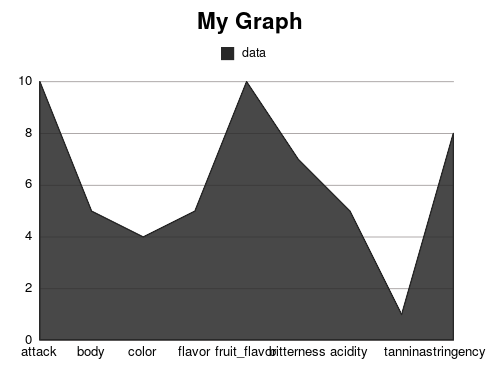 My Graph
data
10
8
6
4
2
0
attack body color flavor fruit_flavor bitterness acidity tannin astringency